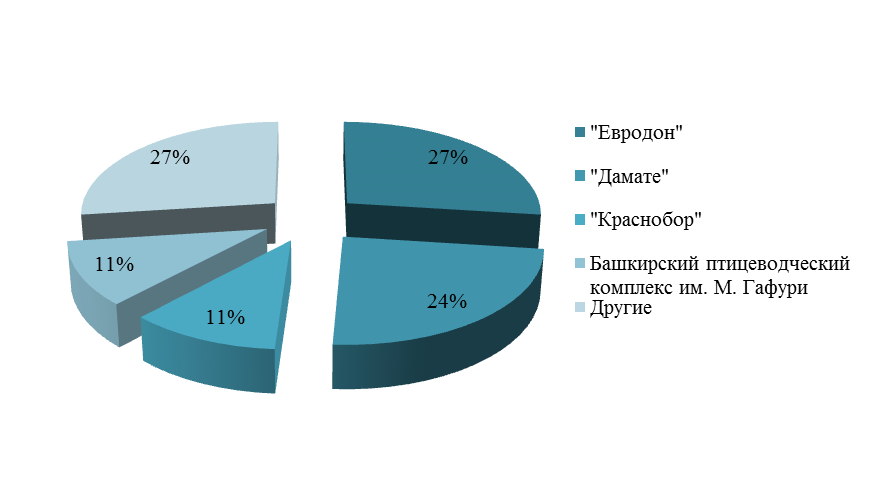 27%
27%
11%
24%
11%
"Евродон"
"Дамате"
"Краснобор"
Башкирский птицеводческий
комплекс им. М. Гафури
Другие